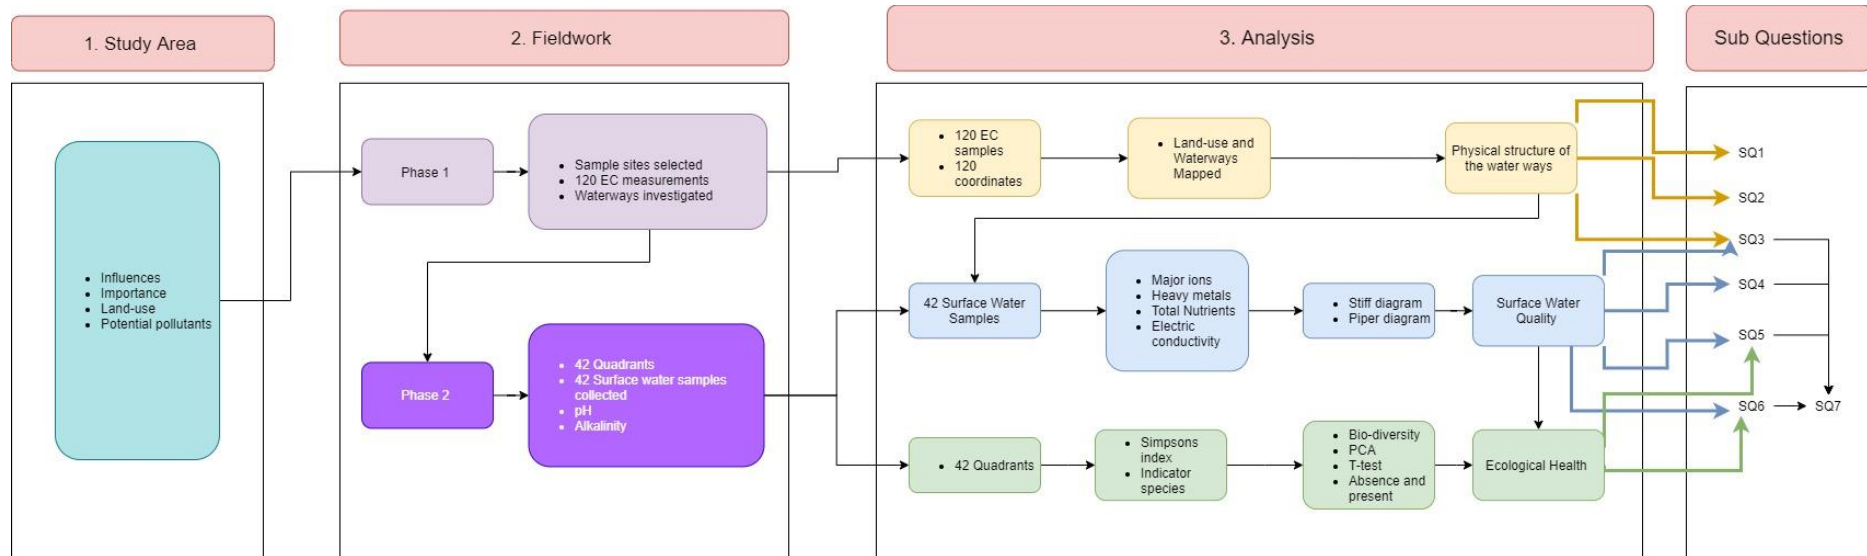 1. Study Area
2. Fieldwork
3. Analysis
Sub Questions
• Influences
• Importance
• Land-use
• Potential pollutants
Phase 1
• Sample sites selected
• 120 EC measurements
• Waterways investigated
Phase 2
• 42 Quadrants
• 42 Surface water samples
collected
• pH
• Alkalinity
• 120 EC
samples
• 120
coordinates
• Land-use and
Waterways
Mapped
Physical structure of
the water ways
42 Surface Water
Samples
• Major ions
• Heavy metals
• Total Nutrients
• Electric
conductivity
• Stiff diagram
• Piper diagram
Surface Water
Quality
• 42 Quadrants
• Simpsons
index
• Indicator
species
• Bio-diversity
• PCA
• T-test
• Absence and
present
Ecological Health
SQ1
SQ2
SQ3
SQ4
SQ5
SQ6
SQ7